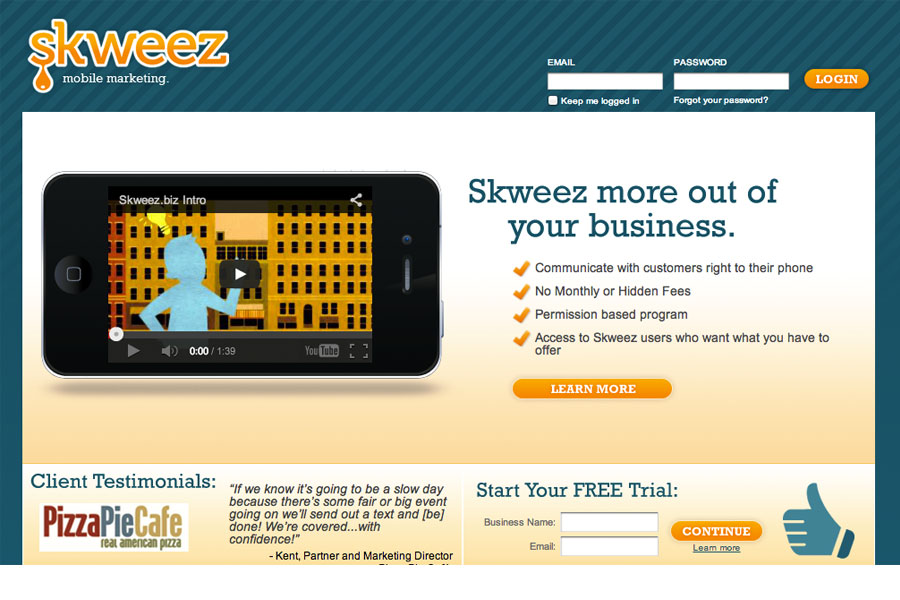 skweez
mobile marketing.
EMAIL
PASSWORD
LOGIN
Keep me logged in
Forgot your password?
Skweez.biz Intro
0:00 / 1:39
YouTube
Skweez more out of
your business.
Communicate with customers right to their phone
No Monthly or Hidden Fees
Permission based program
Access to Skweez users who want what you have to
offer
LEARN MORE
Client Testimonials:
PizzaPieCafe
real american pizza
“If we know it's going to be a slow day
because there's some fair or big event
going on we'll send out a text and [be]
done! We're covered...with
confidence!"
- Kent, Partner and Marketing Director
Start Your FREE Trial:
Business Name:
Email:
CONTINUE
Learn more